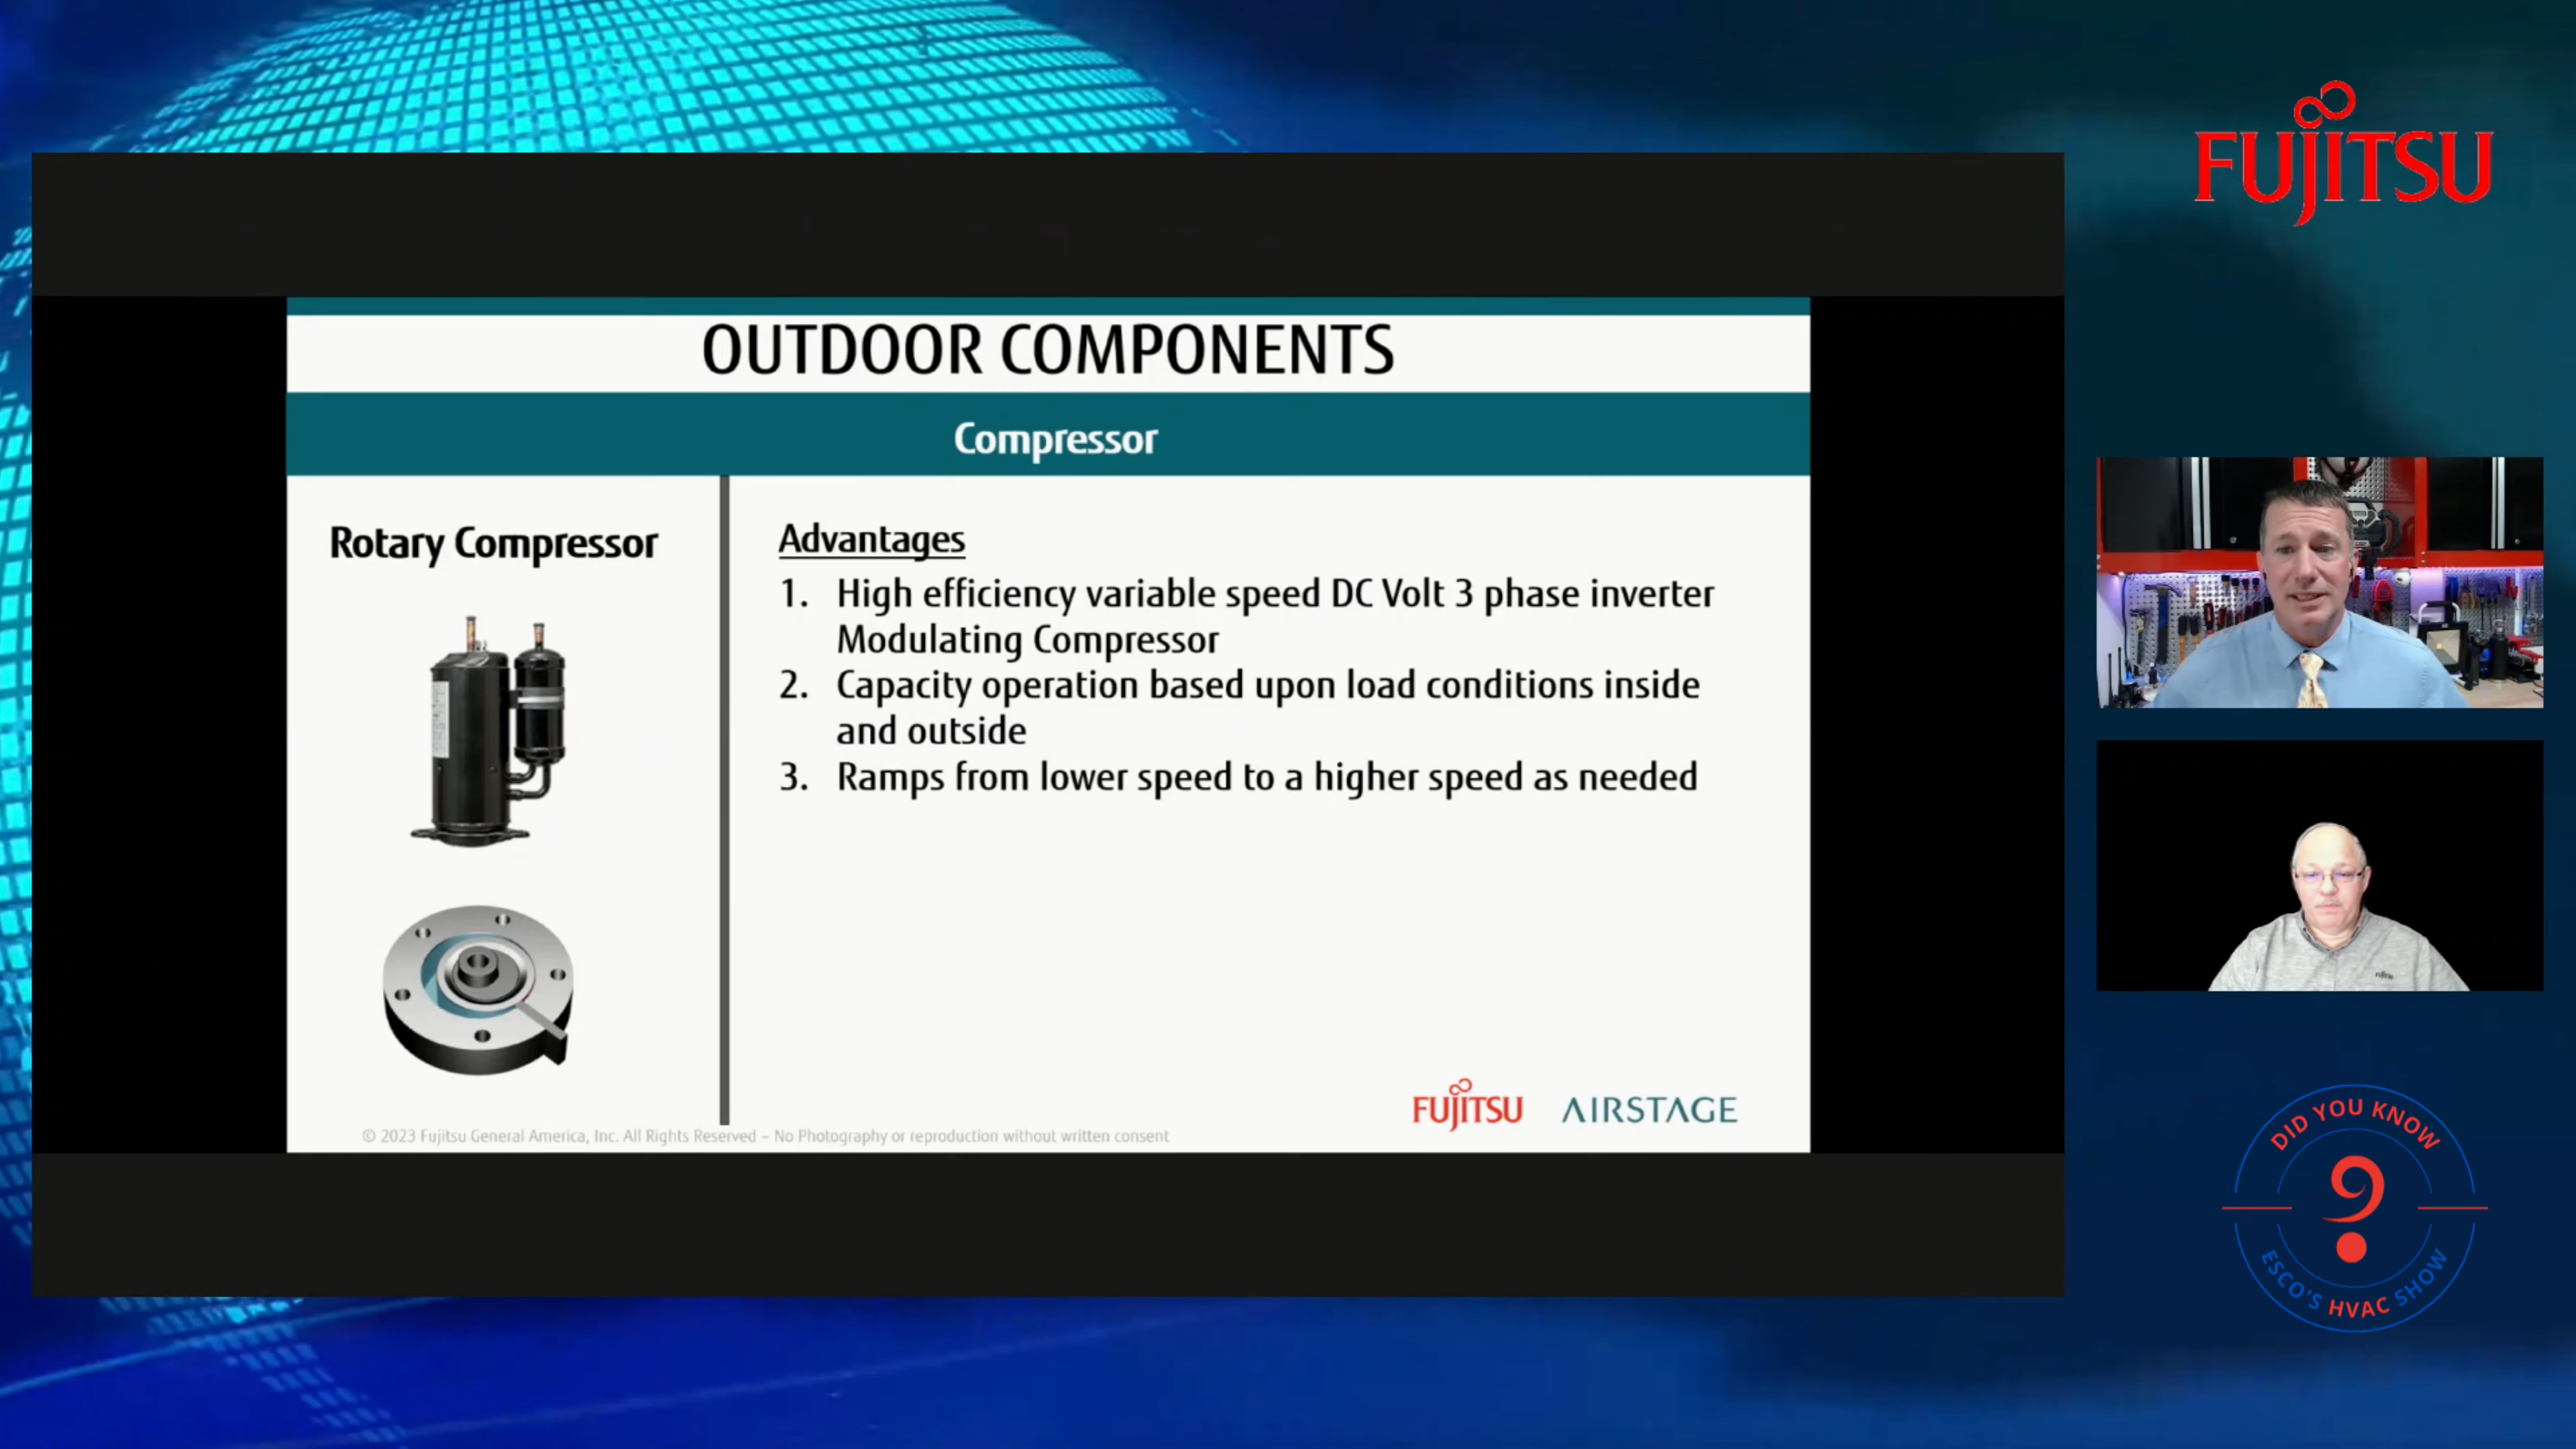 FUJITSU
OUTDOOR COMPONENTS
Compressor
Rotary Compressor
Advantages
1. High efficiency variable speed DC Volt 3 phase inverter
Modulating Compressor
2. Capacity operation based upon load conditions inside
and outside
3. Ramps from lower speed to a higher speed as needed
FUJITSU AIRSTAGE
© 2023 Fujitsu General America, Inc. All Rights Reserved – No Photography or reproduction without written consent
DID YOU KNOW
?
ESCO'S HVAC SHOW